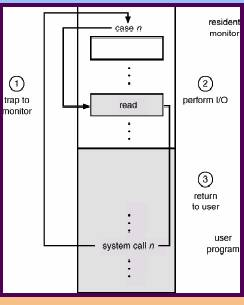 case n
resident
monitor
1
trap to
monitor
2
perform I/O
read
3
return
to user
user
program
system call n